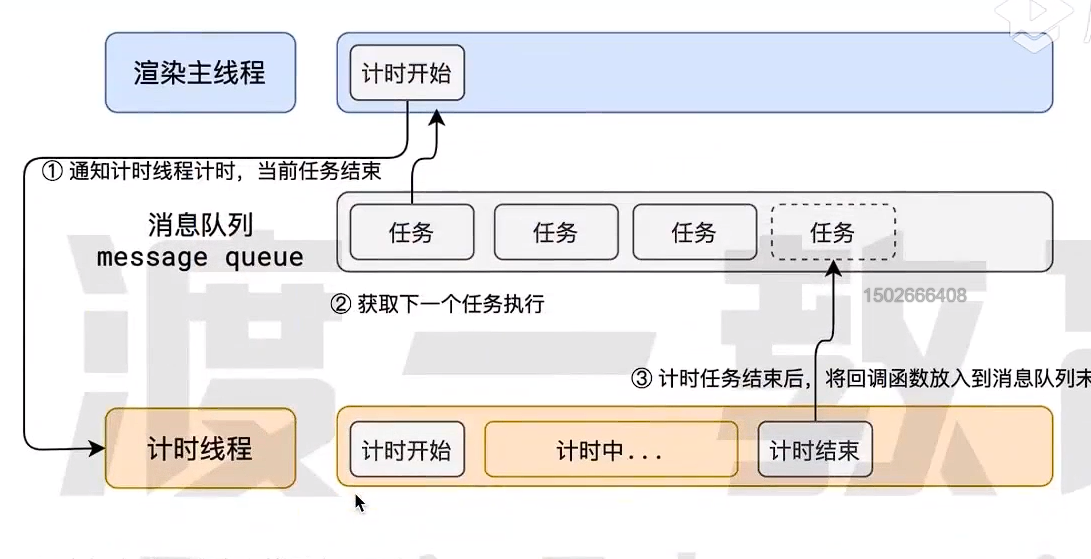 渲染主线程
计时开始
① 通知计时线程计时，当前任务结束
消息队列
message queue
任务
任务
任务
任务
② 获取下一个任务执行
1502666408
③ 计时任务结束后，将回调函数放入到消息队列末
计时线程
计时开始
计时中...
计时结束
渡一教